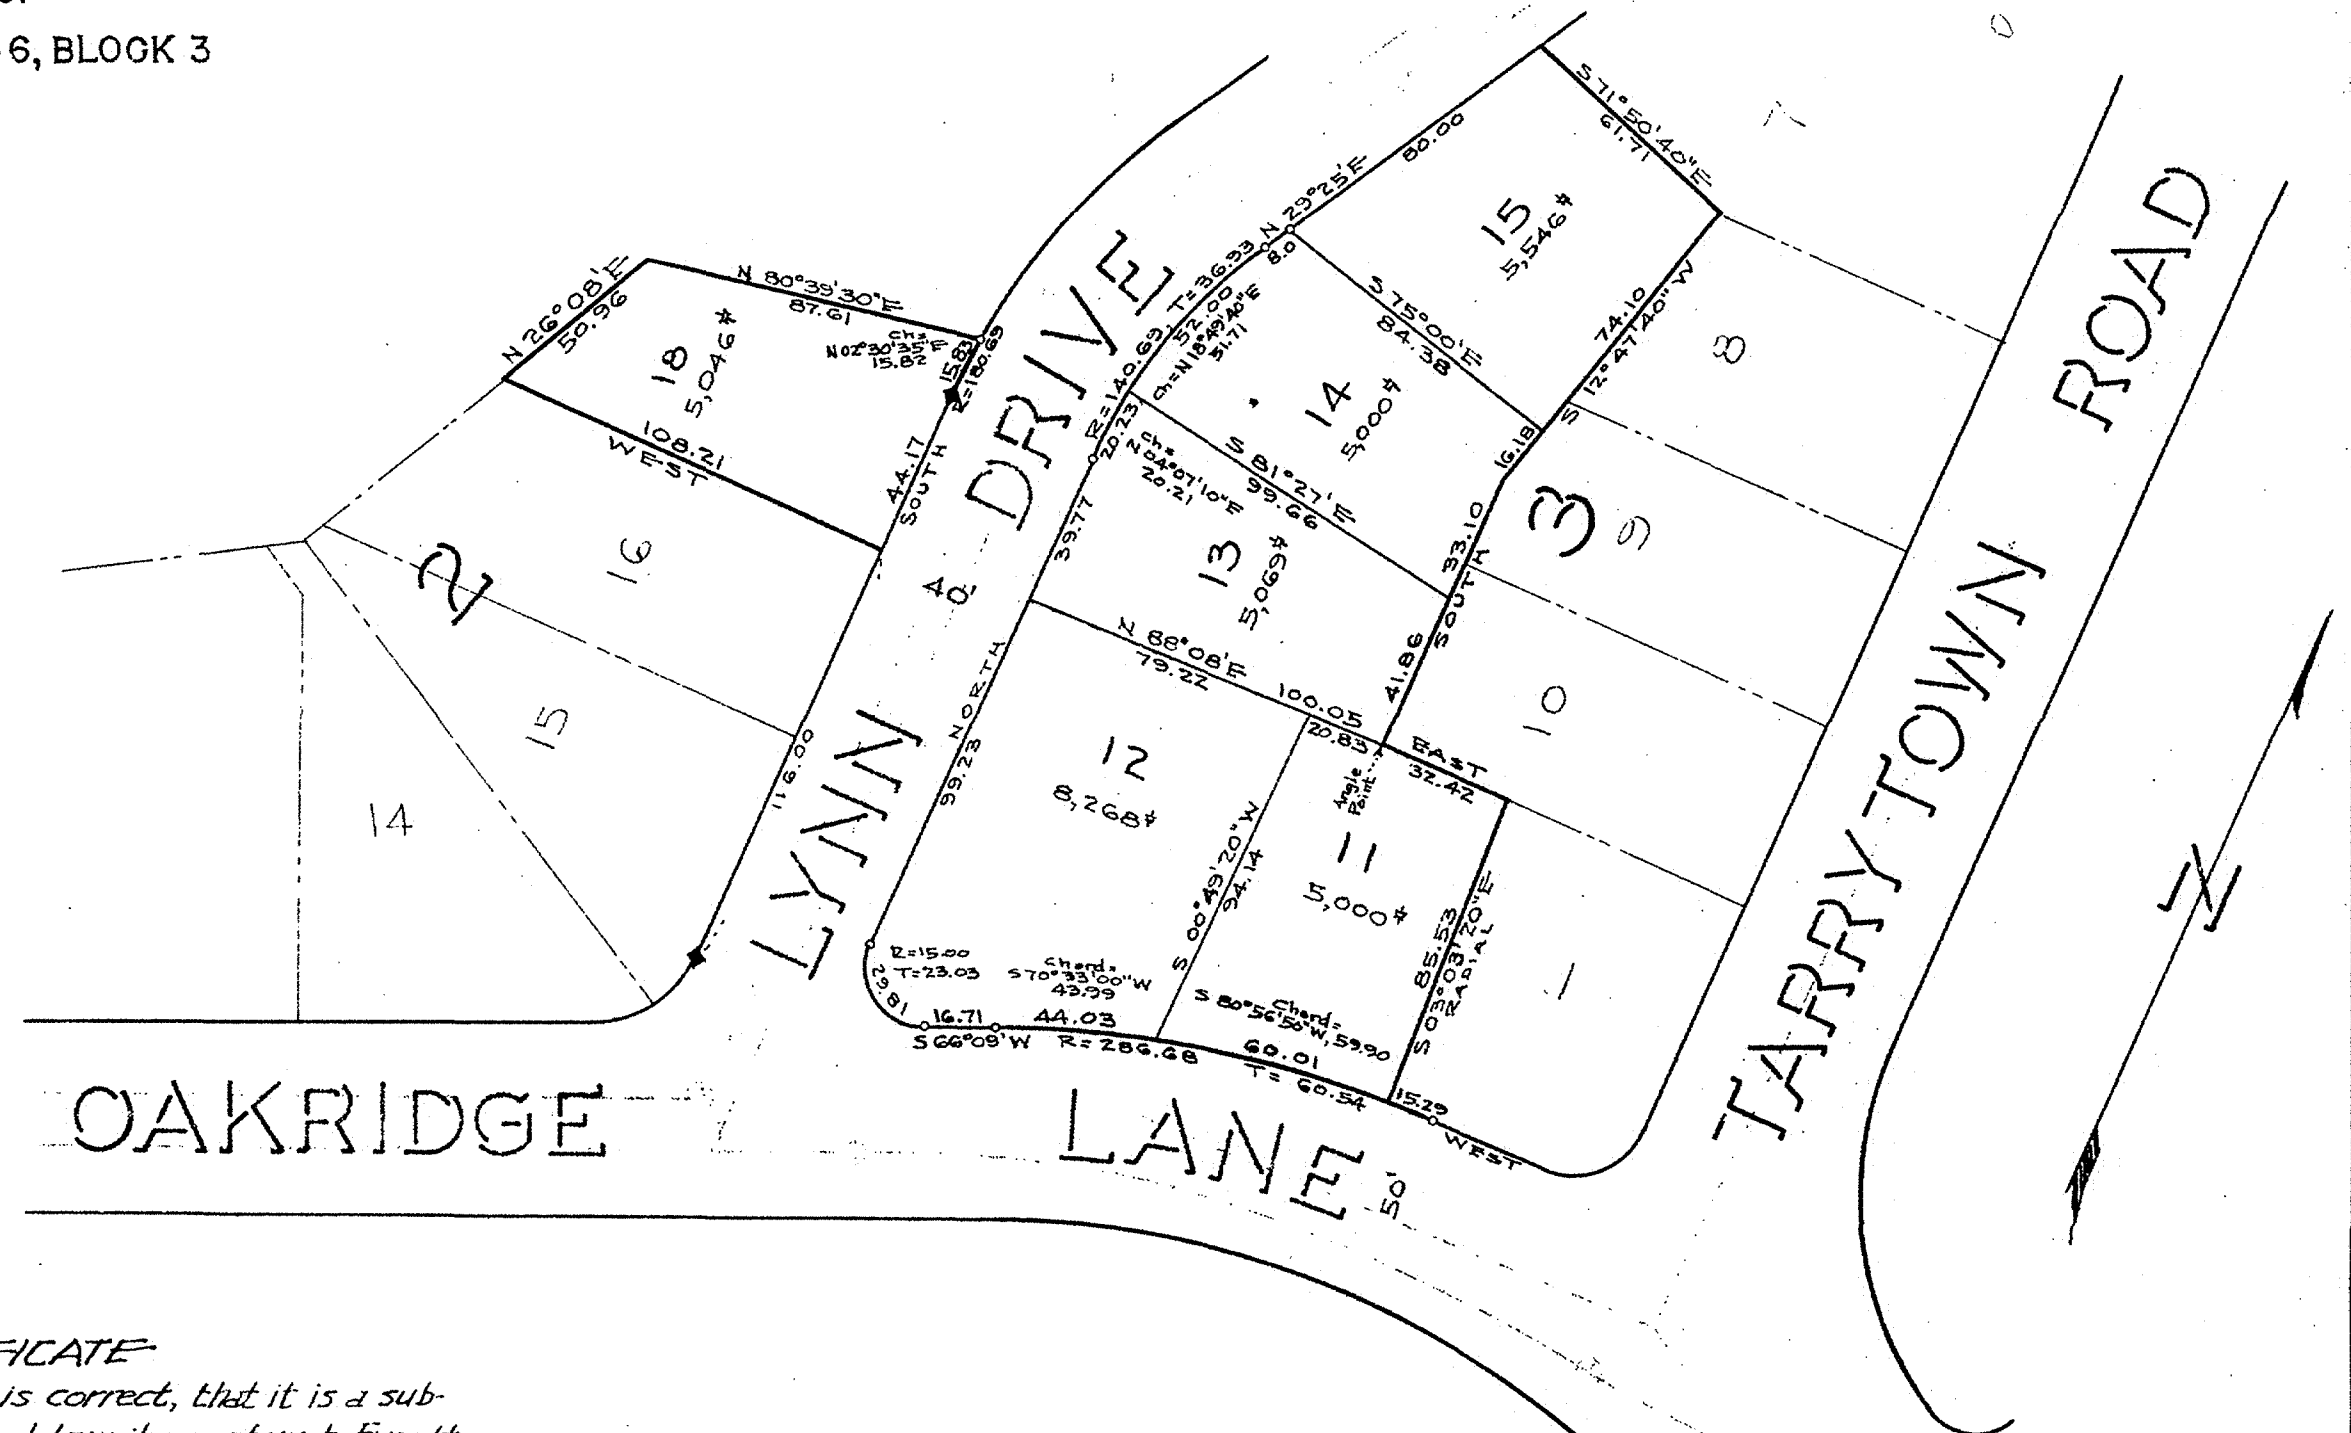 6, BLOCK 3
S 71°50'40"E
61.71
80.00
N 29°25'E
8.0
15
5,546#
7
ROAD
N 26°08'E
50.96
N 80°39'30"E
87.61
18
5,046#
ch=
N 02°30'35"E
15.82
15.83
R=180.69
108.21
WEST
44.17
SOUTH
DRIVE
R=140.69, T=36.93
52.00
ch=N 18°49'40"E
51.71
20.23
ch=
N 04°07'10"E
20.21
S 75°00'E
84.38
14
5,000#
74.10
S 12°47'40"W
16.18
8
S 81°27'E
99.66
33.10
SOUTH
3
9
39.77
13
5,069#
41.86
2
16
40'
N 88°08'E
79.22
100.05
20.83
EAST
32.42
Angle
Point
10
15
14
116.00
LYNN
NORTH
99.23
12
8,268#
S 00°49'20"W
94.14
11
5,000#
85.53
S 03°03'20"E
RADIAL
1
TARRYTOWN
N
R=15.00
T=23.03
29.81
Chord=
S 70°33'00"W
43.99
Chord=
S 80°56'50"W, 59.90
16.71
S 66°09'W
44.03
R=286.68
60.01
T= 60.54
15.29
WEST
OAKRIDGE
LANE
50'
FICATE
is correct, that it is a sub-